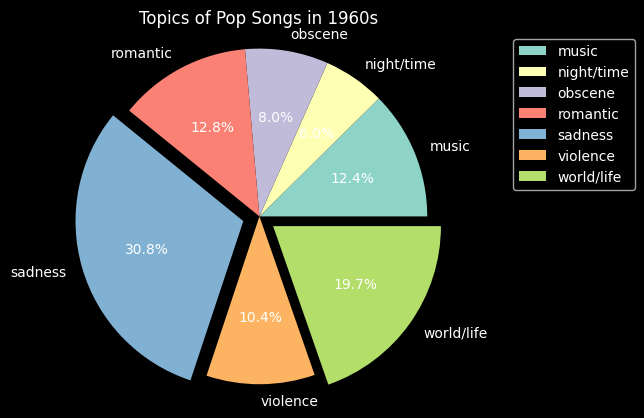 Topics of Pop Songs in 1960s
obscene
romantic
night/time
music
sadness
violence
world/life
12.8%
8.0%
12.4%
30.8%
10.4%
19.7%
music
night/time
obscene
romantic
sadness
violence
world/life